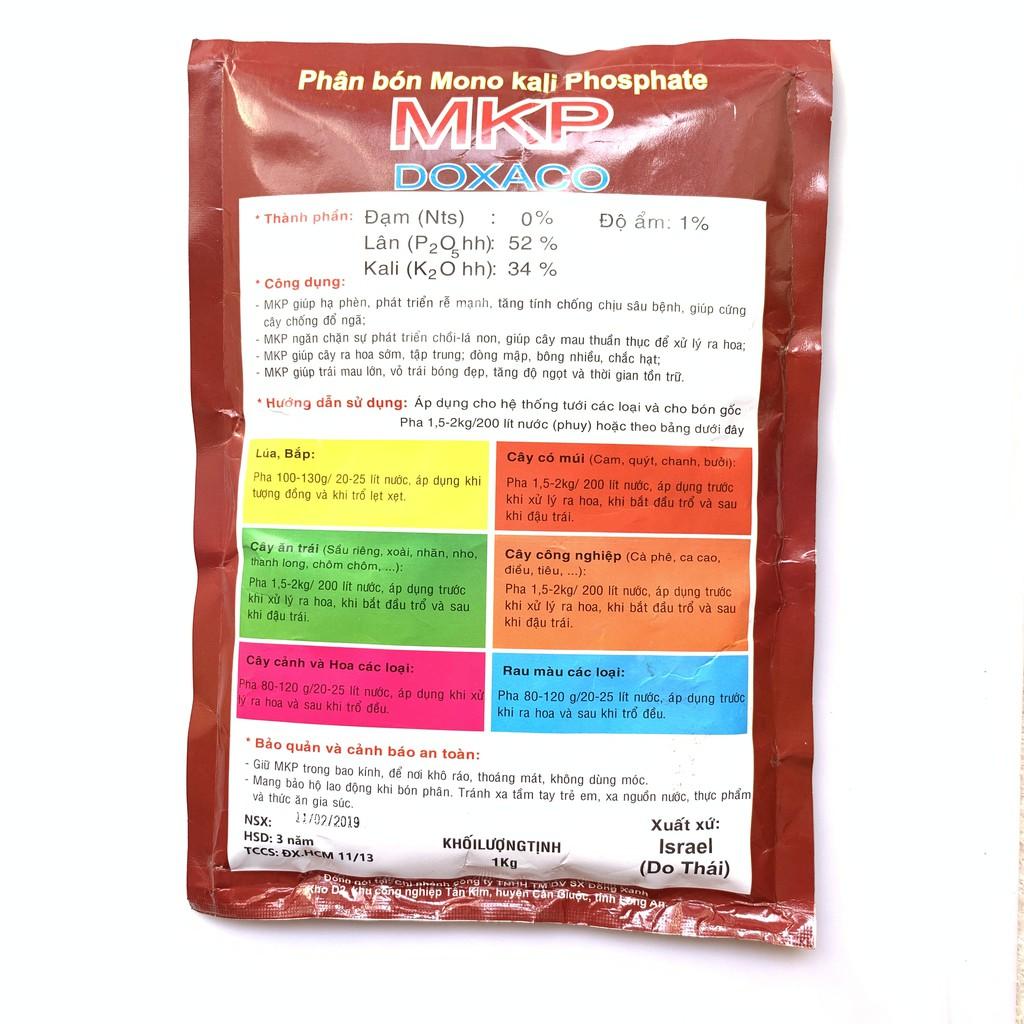 Phân bón Mono kali Phosphate
MKP
DOXACO
* Thành phần: Đạm (Nts) : 0% Độ ẩm: 1%
Lân (P2O5 hh): 52 %
Kali (K2O hh): 34 %
* Công dụng:
- MKP giúp hạ phèn, phát triển rễ mạnh, tăng tính chống chịu sâu bệnh, giúp cứng
cây chống đổ ngã;
- MKP ngăn chặn sự phát triển chồi-lá non, giúp cây mau thuần thục để xử lý ra hoa;
- MKP giúp cây ra hoa sớm, tập trung; đòng mập, bông nhiều, chắc hạt;
- MKP giúp trái mau lớn, vỏ trái bóng đẹp, tăng độ ngọt và thời gian tồn trữ.
* Hướng dẫn sử dụng: Áp dụng cho hệ thống tưới các loại và cho bón gốc
Pha 1,5-2kg/200 lít nước (phuy) hoặc theo bảng dưới đây
Lúa, Bắp:
Pha 100-130g/ 20-25 lít nước, áp dụng khi
tượng đồng và khi trổ lẹt xẹt.
Cây có múi (Cam, quýt, chanh, bưởi):
Pha 1,5-2kg/ 200 lít nước, áp dụng trước
khi xử lý ra hoa, khi bắt đầu trổ và sau
khi đậu trái.
Cây ăn trái (Sầu riêng, xoài, nhãn, nho,
thanh long, chôm chôm, ...):
Pha 1,5-2kg/ 200 lít nước, áp dụng trước
khi xử lý ra hoa, khi bắt đầu trổ và sau
khi đậu trái.
Cây công nghiệp (Cà phê, ca cao,
điều, tiêu, ...):
Pha 1,5-2kg/ 200 lít nước, áp dụng trước
khi xử lý ra hoa, khi bắt đầu trổ và sau
khi đậu trái.
Cây cảnh và Hoa các loại:
Pha 80-120 g/20-25 lít nước, áp dụng khi xử
lý ra hoa và sau khi trổ đều.
Rau màu các loại:
Pha 80-120 g/20-25 lít nước, áp dụng trước
khi ra hoa và sau khi trổ đều.
* Bảo quản và cảnh báo an toàn:
- Giữ MKP trong bao kính, để nơi khô ráo, thoáng mát, không dùng móc.
- Mang bảo hộ lao động khi bón phân. Tránh xa tầm tay trẻ em, xa nguồn nước, thực phẩm
và thức ăn gia súc.
NSX: 11/02/2019
HSD: 3 năm
TCCS: ĐX.HCM 11/13
KHỐI LƯỢNG TỊNH
1Kg
Xuất xứ:
Israel
(Do Thái)
Đóng gói tại: Chi nhánh công ty TNHH TM DV SX Đồng Xanh
Kho D2, khu công nghiệp Tân Kim, huyện Cần Giuộc, tỉnh Long An